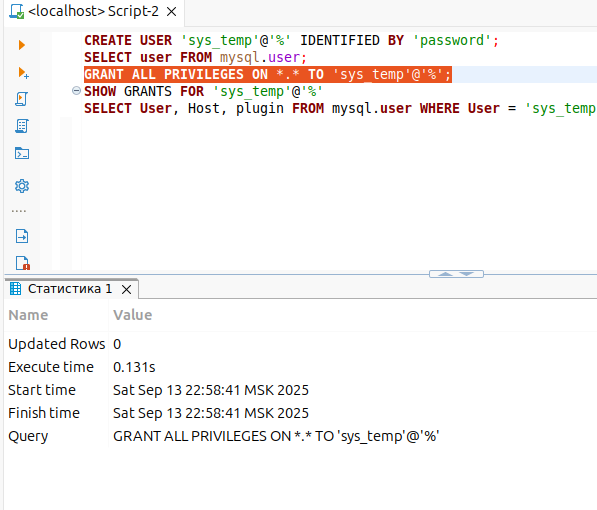 <localhost> Script-2
CREATE USER 'sys_temp'@'%' IDENTIFIED BY 'password';
SELECT user FROM mysql.user;
GRANT ALL PRIVILEGES ON *.* TO 'sys_temp'@'%';
SHOW GRANTS FOR 'sys_temp'@'%'
SELECT User, Host, plugin FROM mysql.user WHERE User = 'sys_temp
Статистика 1
Name Value
Updated Rows 0
Execute time 0.131s
Start time Sat Sep 13 22:58:41 MSK 2025
Finish time Sat Sep 13 22:58:41 MSK 2025
Query GRANT ALL PRIVILEGES ON *.* TO 'sys_temp'@'%'